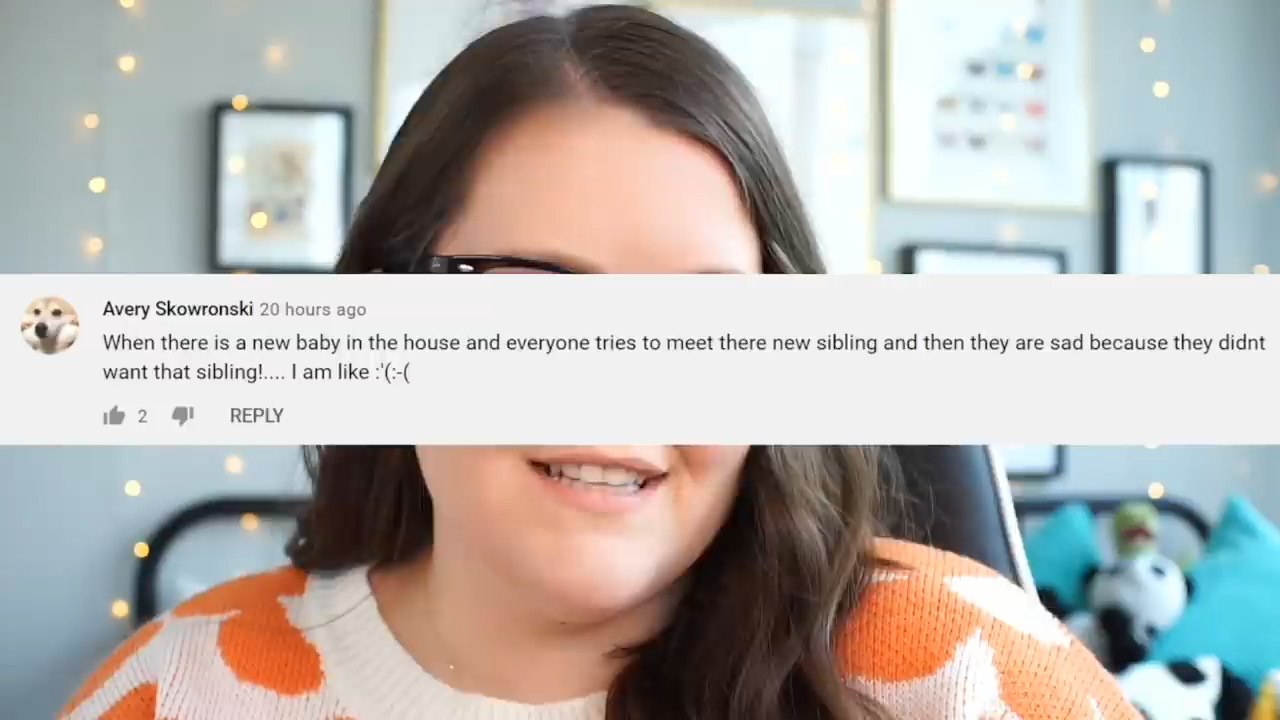 Avery Skowronski 20 hours ago
When there is a new baby in the house and everyone tries to meet there new sibling and then they are sad because they didnt
want that sibling!.... I am like :'(:-(
2 REPLY